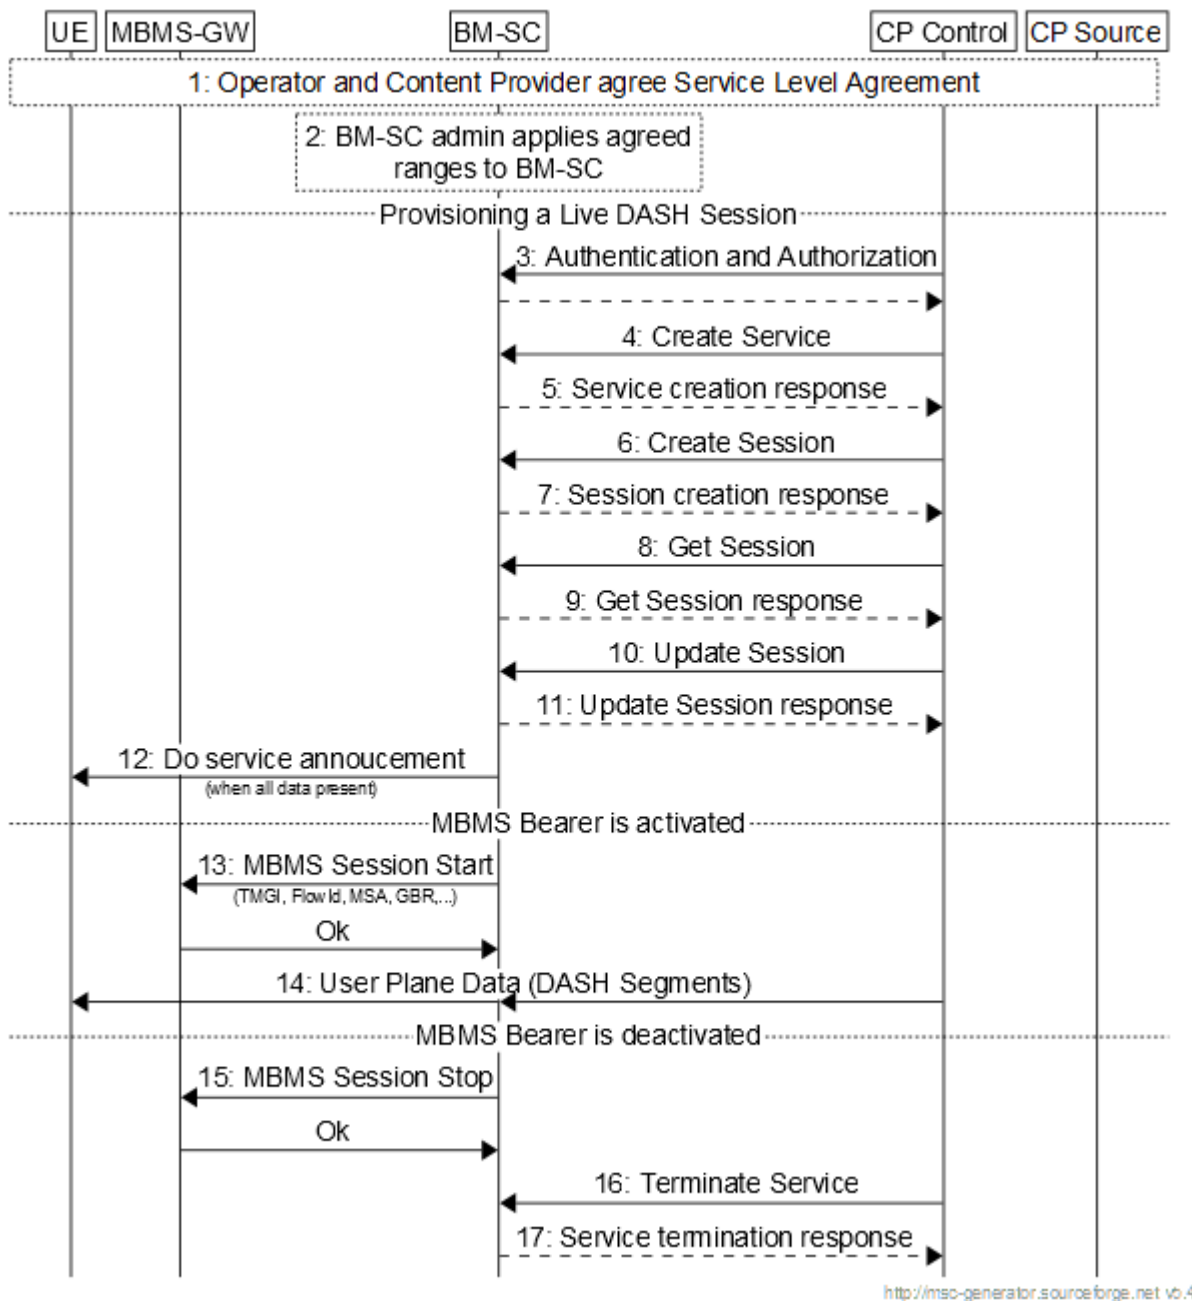 UE MBMS-GW BM-SC CP Control CP Source
1: Operator and Content Provider agree Service Level Agreement
2: BM-SC admin applies agreed
ranges to BM-SC
Provisioning a Live DASH Session
3: Authentication and Authorization
4: Create Service
5: Service creation response
6: Create Session
7: Session creation response
8: Get Session
9: Get Session response
10: Update Session
11: Update Session response
12: Do service annoucement
(when all data present)
MBMS Bearer is activated
13: MBMS Session Start
(TMGI, FlowId, MSA, GBR,...)
Ok
14: User Plane Data (DASH Segments)
MBMS Bearer is deactivated
15: MBMS Session Stop
Ok
16: Terminate Service
17: Service termination response
http://msc-generator.sourceforge.net v5.4